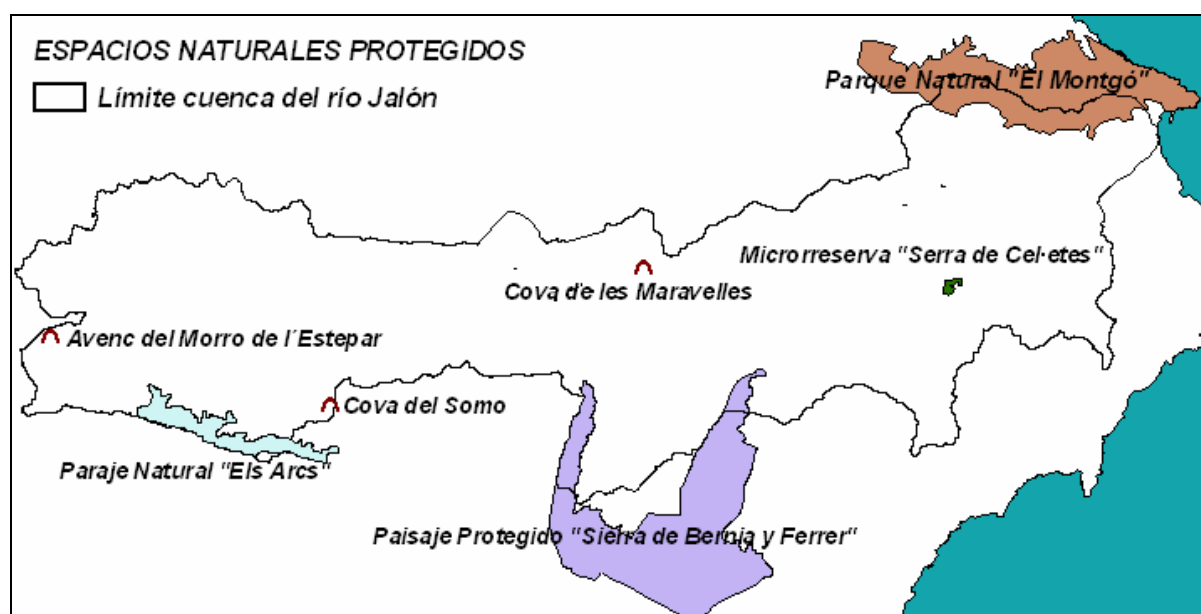 ESPACIOS NATURALES PROTEGIDOS
Límite cuenca del río Jalón
Parque Natural "El Montgó"
Microrreserva "Serra de Cel·etes"
Cova de les Maravelles
Avenc del Morro de l´Estepar
Cova del Somo
Paraje Natural "Els Arcs"
Paisaje Protegido "Sierra de Bernia y Ferrer"